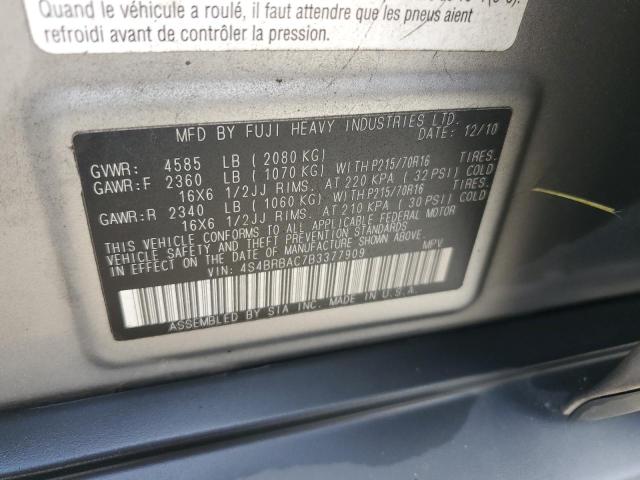 Quand le véhicule a roulé, il faut attendre que les pneus aient
refroidi avant de contrôler la pression.
MFD BY FUJI HEAVY INDUSTRIES LTD.
DATE: 12/10
GVWR: 4585 LB ( 2080 KG)
GAWR:F 2360 LB ( 1070 KG) WITH P215/70R16 TIRES.
16X6 1/2JJ RIMS. AT 220 KPA ( 32 PSI) COLD
GAWR:R 2340 LB ( 1060 KG) WITH P215/70R16 TIRES.
16X6 1/2JJ RIMS. AT 210 KPA ( 30 PSI) COLD
THIS VEHICLE CONFORMS TO ALL APPLICABLE FEDERAL MOTOR
VEHICLE SAFETY AND THEFT PREVENTION STANDARDS IN EFFECT
ON THE DATE OF MANUFACTURE SHOWN ABOVE.
VIN: 4S4BRBAC7B3377909 MPV
ASSEMBLED BY SIA INC. MADE IN U.S.A.